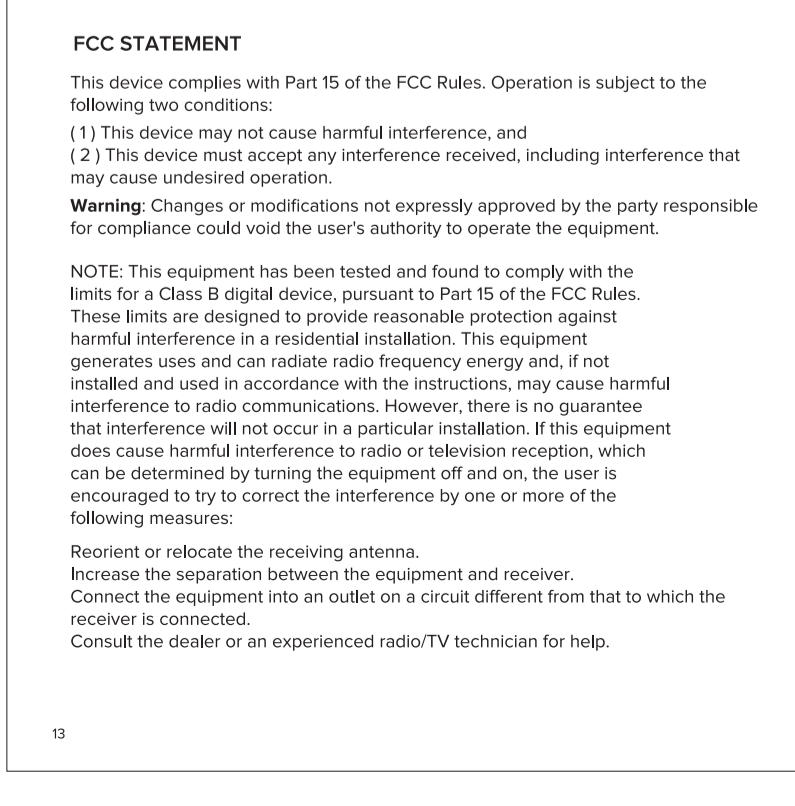 FCC STATEMENT
This device complies with Part 15 of the FCC Rules. Operation is subject to the
following two conditions:
( 1 ) This device may not cause harmful interference, and
( 2 ) This device must accept any interference received, including interference that
may cause undesired operation.
Warning: Changes or modifications not expressly approved by the party responsible
for compliance could void the user's authority to operate the equipment.
NOTE: This equipment has been tested and found to comply with the
limits for a Class B digital device, pursuant to Part 15 of the FCC Rules.
These limits are designed to provide reasonable protection against
harmful interference in a residential installation. This equipment
generates uses and can radiate radio frequency energy and, if not
installed and used in accordance with the instructions, may cause harmful
interference to radio communications. However, there is no guarantee
that interference will not occur in a particular installation. If this equipment
does cause harmful interference to radio or television reception, which
can be determined by turning the equipment off and on, the user is
encouraged to try to correct the interference by one or more of the
following measures:
Reorient or relocate the receiving antenna.
Increase the separation between the equipment and receiver.
Connect the equipment into an outlet on a circuit different from that to which the
receiver is connected.
Consult the dealer or an experienced radio/TV technician for help.
13